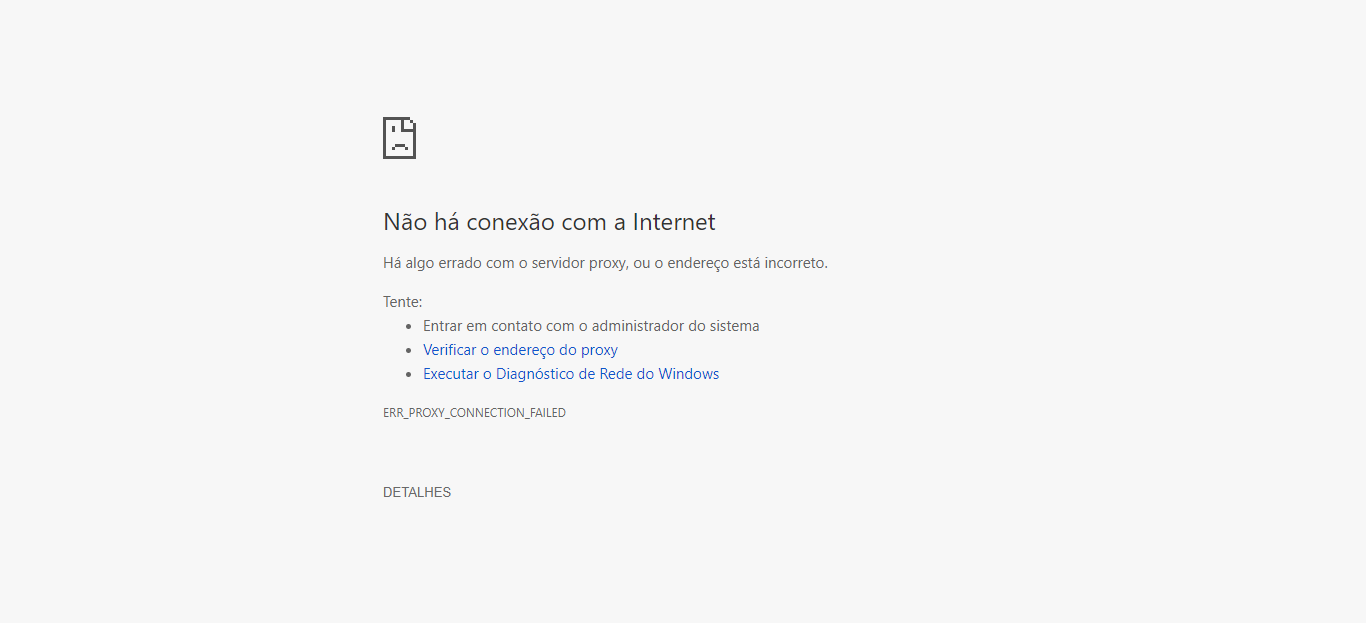 Não há conexão com a Internet
Há algo errado com o servidor proxy, ou o endereço está incorreto.
Tente:
Entrar em contato com o administrador do sistema
Verificar o endereço do proxy
Executar o Diagnóstico de Rede do Windows
ERR_PROXY_CONNECTION_FAILED
DETALHES